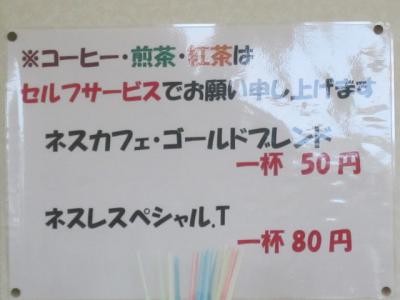 ※コーヒー・煎茶・紅茶は
セルフサービスでお願い申し上げます
ネスカフェ・ゴールドブレンド
一杯 50円
ネスレスペシャル.T
一杯80円